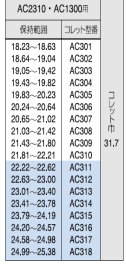 AC2310・AC1300用
保持範囲 コレット型番
18.23～18.63 AC301
18.64～19.04 AC302
19.05～19.42 AC303
19.43～19.82 AC304
19.83～20.23 AC305
20.24～20.64 AC306
20.65～21.02 AC307
21.03～21.42 AC308
21.43～21.80 AC309
21.81～22.21 AC310
22.22～22.62 AC311
22.63～23.00 AC312
23.01～23.40 AC313
23.41～23.78 AC314
23.79～24.19 AC315
24.20～24.57 AC316
24.58～24.98 AC317
24.99～25.38 AC318
コレット巾
31.7